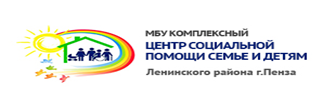 МБУ КОМПЛЕКСНЫЙ
ЦЕНТР СОЦИАЛЬНОЙ
ПОМОЩИ СЕМЬЕ И ДЕТЯМ
Ленинского района г.Пенза